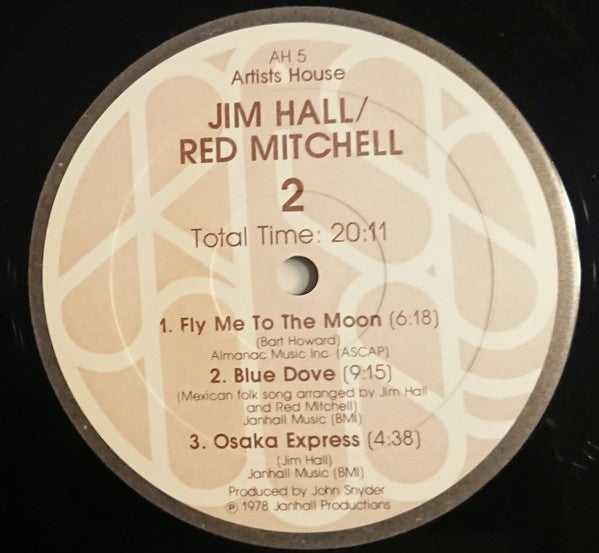 AH 5
Artists House
JIM HALL/
RED MITCHELL
2
Total Time: 20:11
1. Fly Me To The Moon (6:18)
(Bart Howard)
Almanac Music Inc. (ASCAP)
2. Blue Dove (9:15)
(Mexican folk song arranged by Jim Hall
and Red Mitchell)
Janhall Music (BMI)
3. Osaka Express (4:38)
(Jim Hall)
Janhall Music (BMI)
Produced by John Snyder
℗ 1978 Janhall Productions